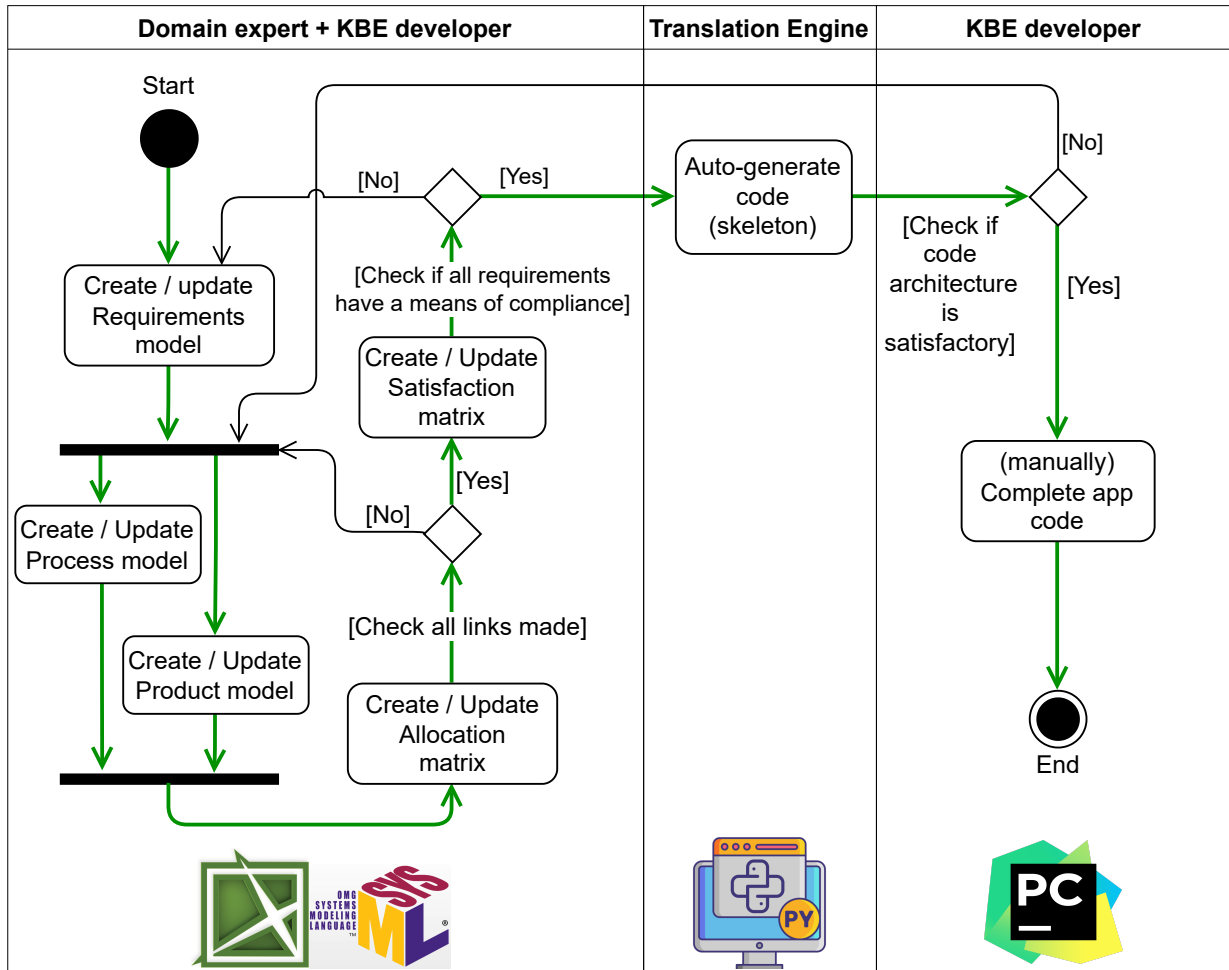 Domain expert + KBE developer
Translation Engine
KBE developer
Start
[No]
[Yes]
Auto-generate
code
(skeleton)
[No]
[Check if
code
architecture
is
satisfactory]
[Yes]
Create / update
Requirements
model
[Check if all requirements
have a means of compliance]
Create / Update
Satisfaction
matrix
[Yes]
[No]
(manually)
Complete app
code
Create / Update
Process model
[Check all links made]
Create / Update
Product model
Create / Update
Allocation
matrix
End
OMG
SYSTEMS
MODELING
LANGUAGE
TM
SYS
ML
®
PY
PC